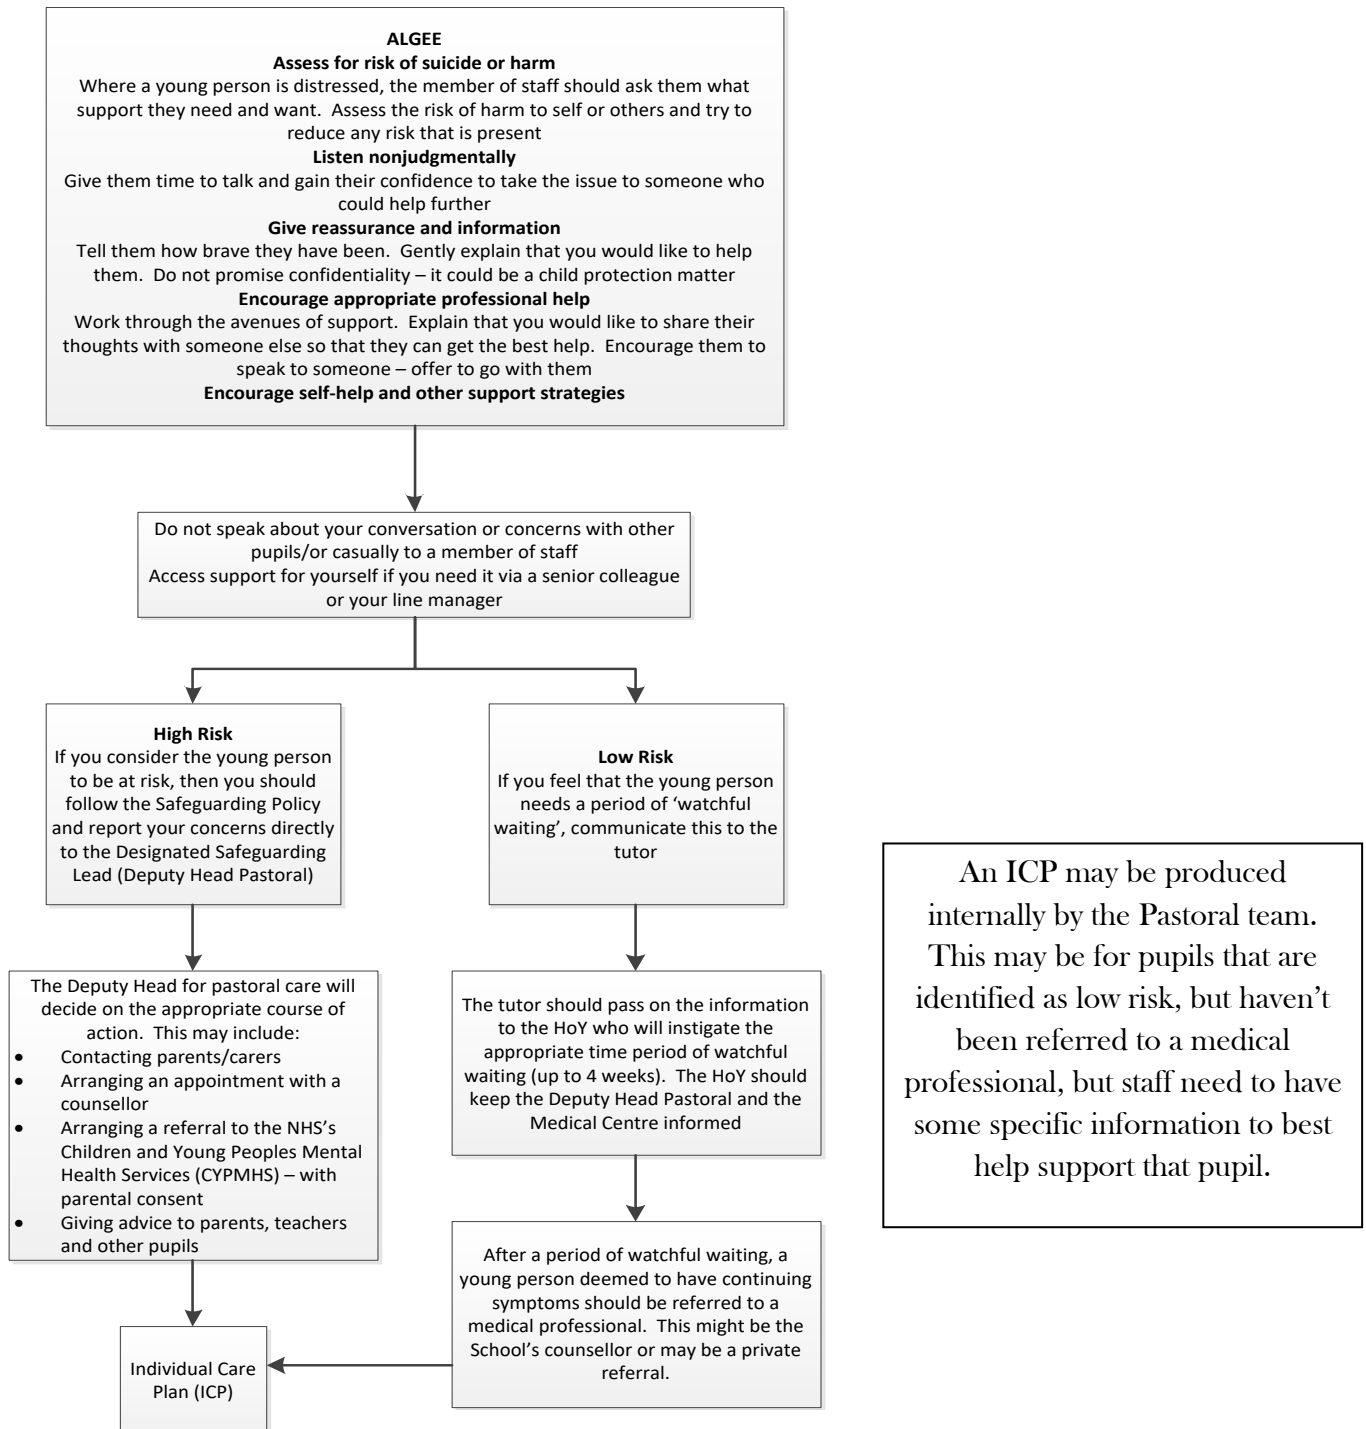 ALGEE
Assess for risk of suicide or harm
Where a young person is distressed, the member of staff should ask them what
support they need and want.  Assess the risk of harm to self or others and try to
reduce any risk that is present
Listen nonjudgmentally
Give them time to talk and gain their confidence to take the issue to someone who
could help further
Give reassurance and information
Tell them how brave they have been.  Gently explain that you would like to help
them.  Do not promise confidentiality – it could be a child protection matter
Encourage appropriate professional help
Work through the avenues of support.  Explain that you would like to share their
thoughts with someone else so that they can get the best help.  Encourage them to
speak to someone – offer to go with them
Encourage self-help and other support strategies
Do not speak about your conversation or concerns with other
pupils/or casually to a member of staff
Access support for yourself if you need it via a senior colleague
or your line manager
High Risk
If you consider the young person
to be at risk, then you should
follow the Safeguarding Policy
and report your concerns directly
to the Designated Safeguarding
Lead (Deputy Head Pastoral)
Low Risk
If you feel that the young person
needs a period of ‘watchful
waiting’, communicate this to the
tutor
The Deputy Head for pastoral care will
decide on the appropriate course of
action.  This may include:
• Contacting parents/carers
• Arranging an appointment with a
counsellor
• Arranging a referral to the NHS’s
Children and Young Peoples Mental
Health Services (CYPMHS) – with
parental consent
• Giving advice to parents, teachers
and other pupils
The tutor should pass on the information
to the HoY who will instigate the
appropriate time period of watchful
waiting (up to 4 weeks).  The HoY should
keep the Deputy Head Pastoral and the
Medical Centre informed
After a period of watchful waiting, a
young person deemed to have continuing
symptoms should be referred to a
medical professional.  This might be the
School’s counsellor or may be a private
referral.
Individual Care
Plan (ICP)
An ICP may be produced
internally by the Pastoral team.
This may be for pupils that are
identified as low risk, but haven’t
been referred to a medical
professional, but staff need to have
some specific information to best
help support that pupil.